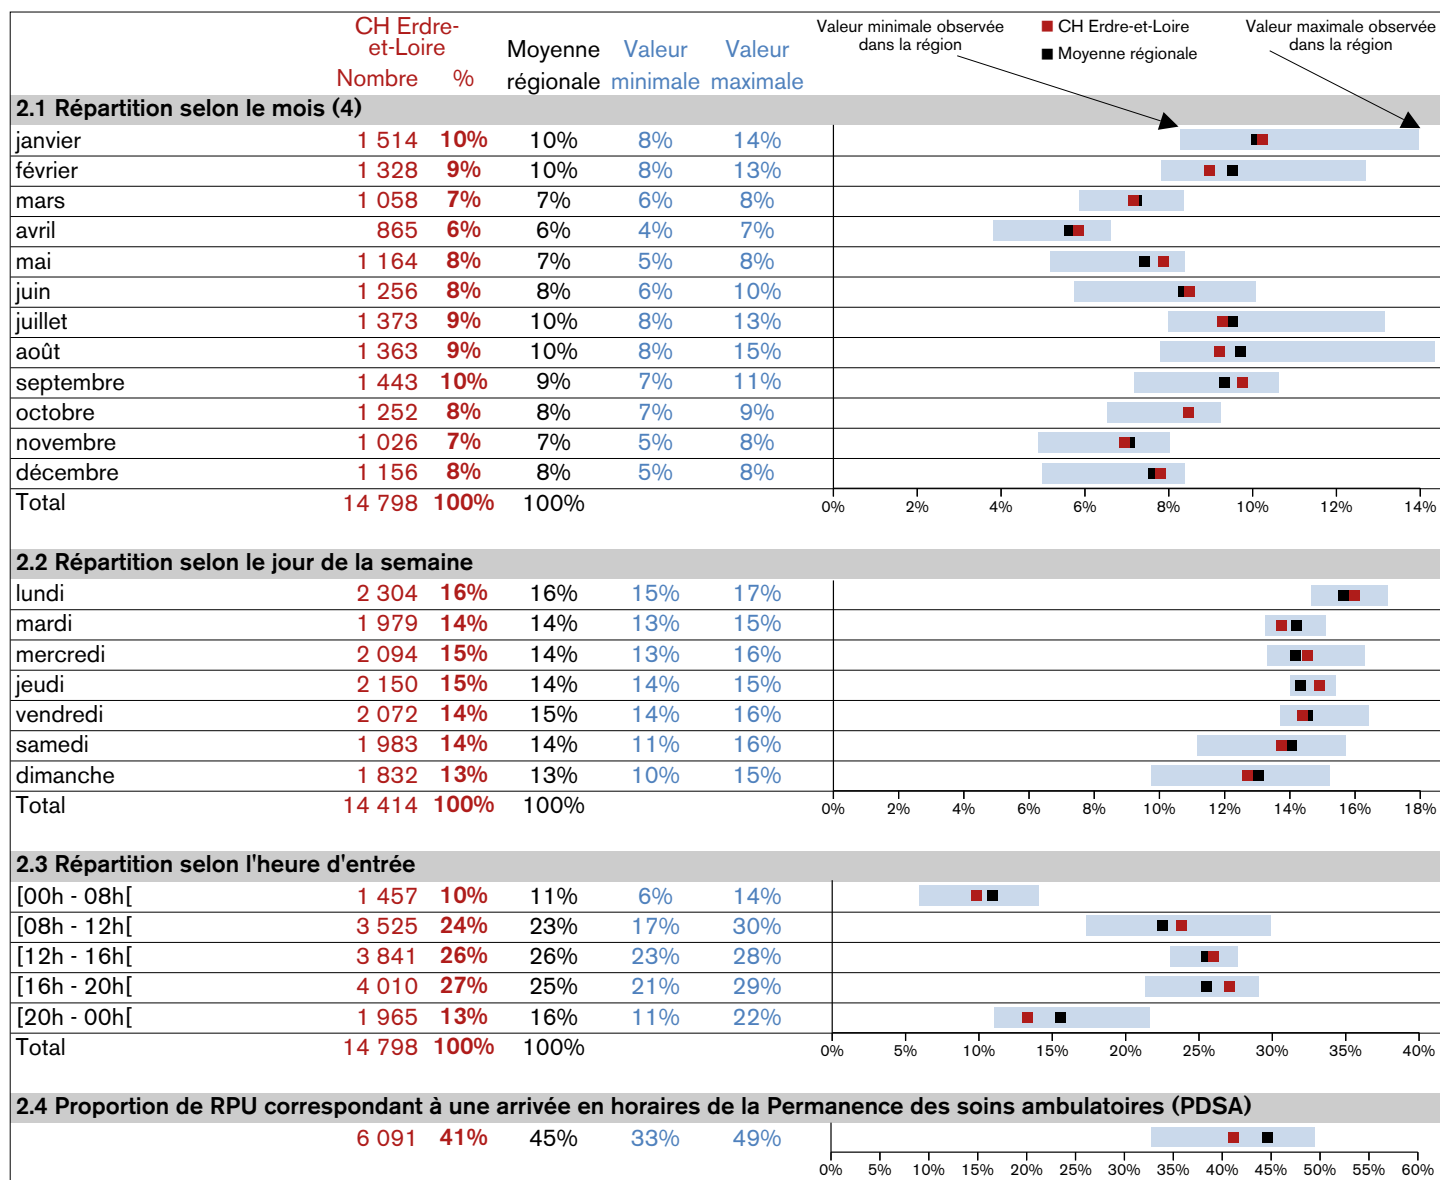 CH Erdre-et-Loire Moyenne régionale Valeur minimale Valeur maximale
Nombre %
Valeur minimale observée dans la région
CH Erdre-et-Loire
Moyenne régionale
Valeur maximale observée dans la région
2.1 Répartition selon le mois (4)
janvier 1 514 10% 10% 8% 14%
février 1 328 9% 10% 8% 13%
mars 1 058 7% 7% 6% 8%
avril 865 6% 6% 4% 7%
mai 1 164 8% 7% 5% 8%
juin 1 256 8% 8% 6% 10%
juillet 1 373 9% 10% 8% 13%
août 1 363 9% 10% 8% 15%
septembre 1 443 10% 9% 7% 11%
octobre 1 252 8% 8% 7% 9%
novembre 1 026 7% 7% 5% 8%
décembre 1 156 8% 8% 5% 8%
Total 14 798 100% 100%
0% 2% 4% 6% 8% 10% 12% 14%
2.2 Répartition selon le jour de la semaine
lundi 2 304 16% 16% 15% 17%
mardi 1 979 14% 14% 13% 15%
mercredi 2 094 15% 14% 13% 16%
jeudi 2 150 15% 14% 14% 15%
vendredi 2 072 14% 15% 14% 16%
samedi 1 983 14% 14% 11% 16%
dimanche 1 832 13% 13% 10% 15%
Total 14 414 100% 100%
0% 2% 4% 6% 8% 10% 12% 14% 16% 18%
2.3 Répartition selon l'heure d'entrée
[00h - 08h[ 1 457 10% 11% 6% 14%
[08h - 12h[ 3 525 24% 23% 17% 30%
[12h - 16h[ 3 841 26% 26% 23% 28%
[16h - 20h[ 4 010 27% 25% 21% 29%
[20h - 00h[ 1 965 13% 16% 11% 22%
Total 14 798 100% 100%
0% 5% 10% 15% 20% 25% 30% 35% 40%
2.4 Proportion de RPU correspondant à une arrivée en horaires de la Permanence des soins ambulatoires (PDSA)
6 091 41% 45% 33% 49%
0% 5% 10% 15% 20% 25% 30% 35% 40% 45% 50% 55% 60%